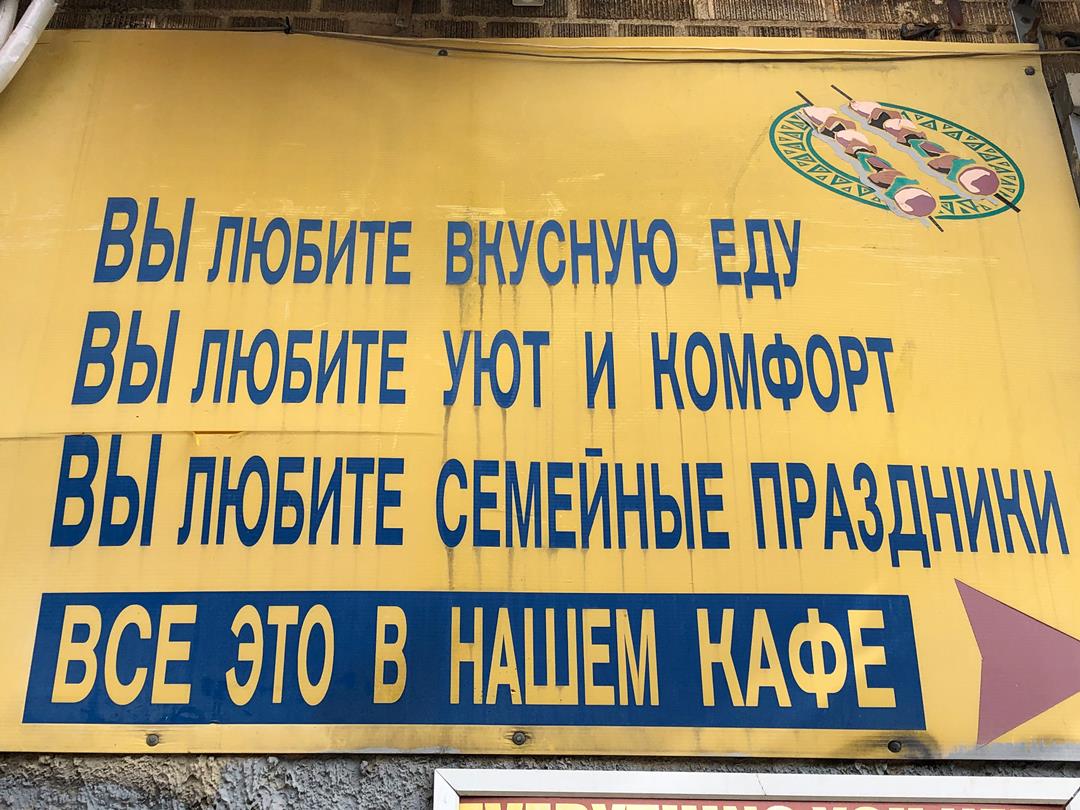 ВЫ ЛЮБИТЕ ВКУСНУЮ ЕДУ
ВЫ ЛЮБИТЕ УЮТ И КОМФОРТ
ВЫ ЛЮБИТЕ СЕМЕЙНЫЕ ПРАЗДНИКИ
ВСЕ ЭТО В НАШЕМ КАФЕ